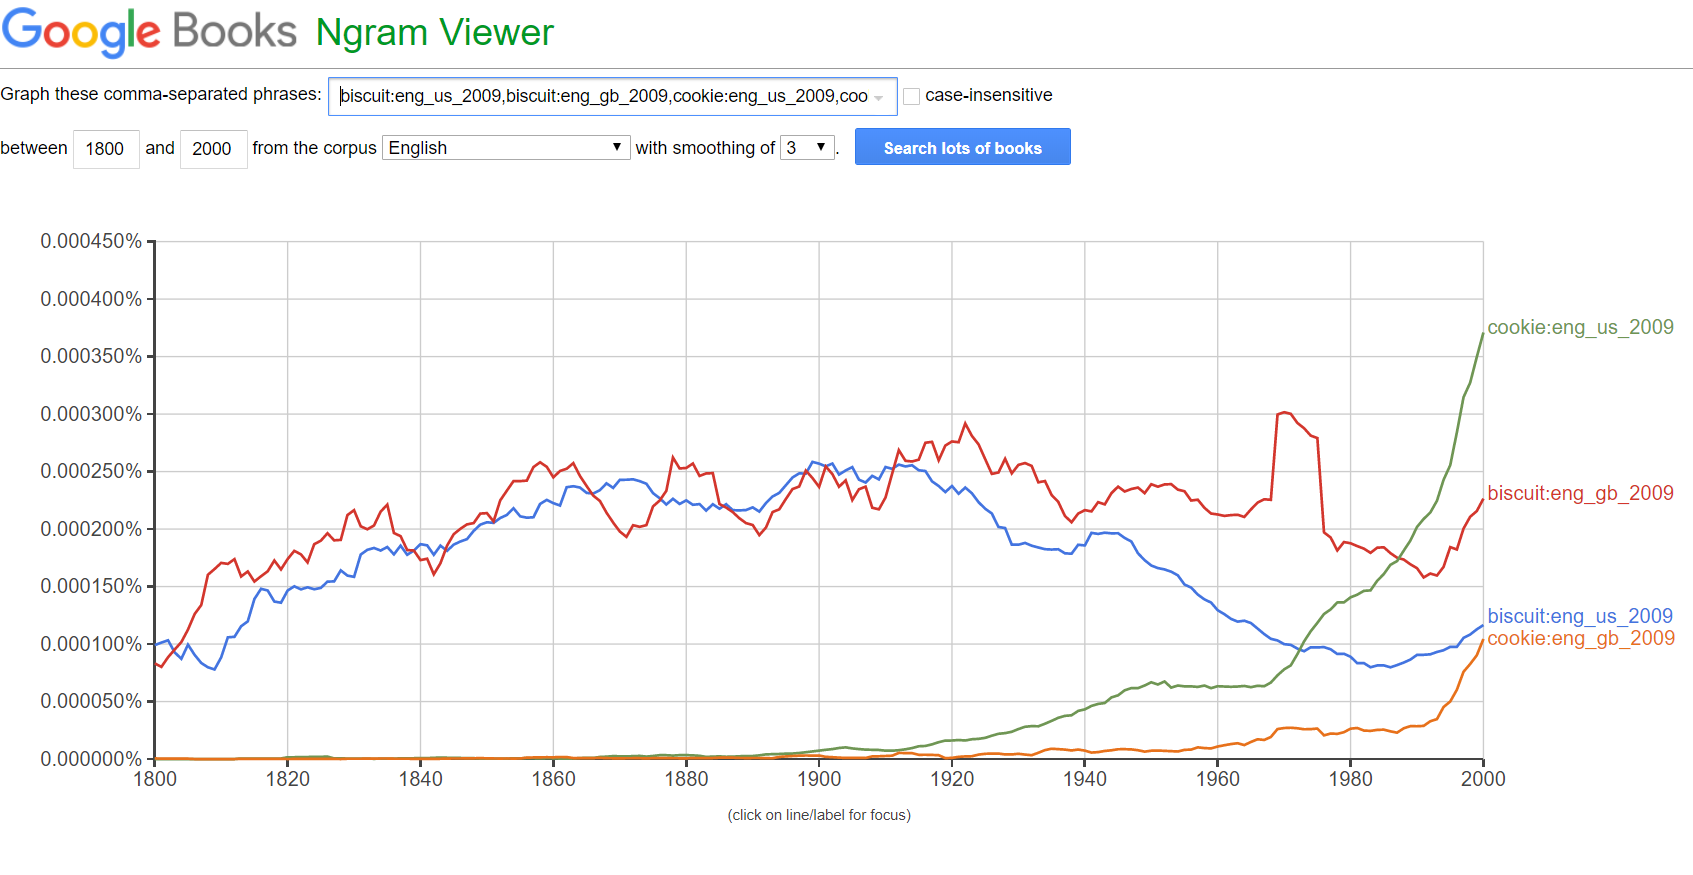 Google Books Ngram Viewer
Graph these comma-separated phrases: biscuit:eng_us_2009,biscuit:eng_gb_2009,cookie:eng_us_2009,coo case-insensitive
between 1800 and 2000 from the corpus English with smoothing of 3 . Search lots of books
0.000450%
0.000400%
0.000350%
0.000300%
0.000250%
0.000200%
0.000150%
0.000100%
0.000050%
0.000000%
cookie:eng_us_2009
biscuit:eng_gb_2009
biscuit:eng_us_2009
cookie:eng_gb_2009
1800 1820 1840 1860 1880 1900 1920 1940 1960 1980 2000
(click on line/label for focus)